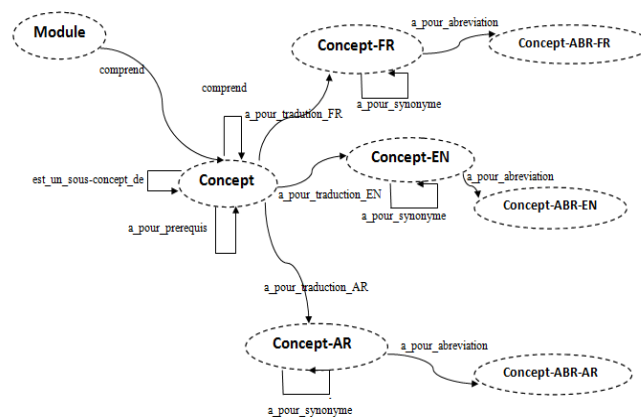 Module
Concept-FR
a_pour_abreviation
Concept-ABR-FR
comprend
comprend
a_pour_synonyme
a_pour_tradution_FR
Concept-EN
est_un_sous-concept_de
Concept
a_pour_abreviation
a_pour_traduction_EN
Concept-ABR-EN
a_pour_synonyme
a_pour_prerequis
a_pour_traduction_AR
Concept-AR
a_pour_abreviation
Concept-ABR-AR
a_pour_synonyme